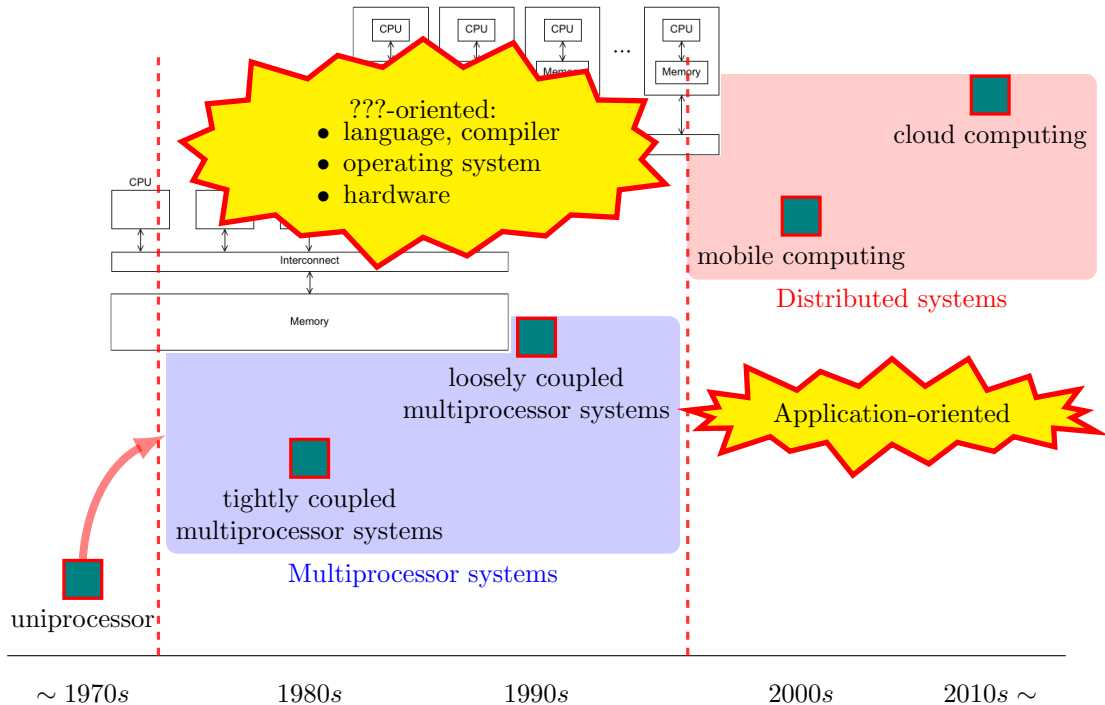 CPU
CPU
CPU
CPU
...
Memory
Memory
???-oriented:
• language, compiler
• operating system
• hardware
cloud computing
CPU
mobile computing
Interconnect
Distributed systems
Memory
loosely coupled
multiprocessor systems
Application-oriented
tightly coupled
multiprocessor systems
Multiprocessor systems
uniprocessor
∼ 1970s
1980s
1990s
2000s
2010s ∼